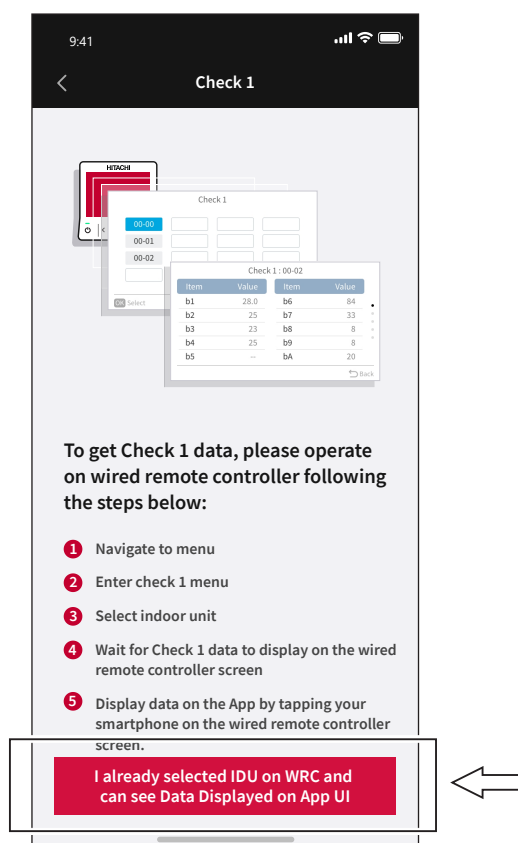 9:41
Check 1
HITACHI
Check 1
00-00
00-01
00-02
OK Select
Check 1 : 00-02
Item Value Item Value
b1 28.0 b6 84
b2 25 b7 33
b3 23 b8 8
b4 25 b9 8
b5 -- bA 20
Back
To get Check 1 data, please operate
on wired remote controller following
the steps below:
1 Navigate to menu
2 Enter check 1 menu
3 Select indoor unit
4 Wait for Check 1 data to display on the wired
remote controller screen
5 Display data on the App by tapping your
smartphone on the wired remote controller
screen.
I already selected IDU on WRC and
can see Data Displayed on App UI